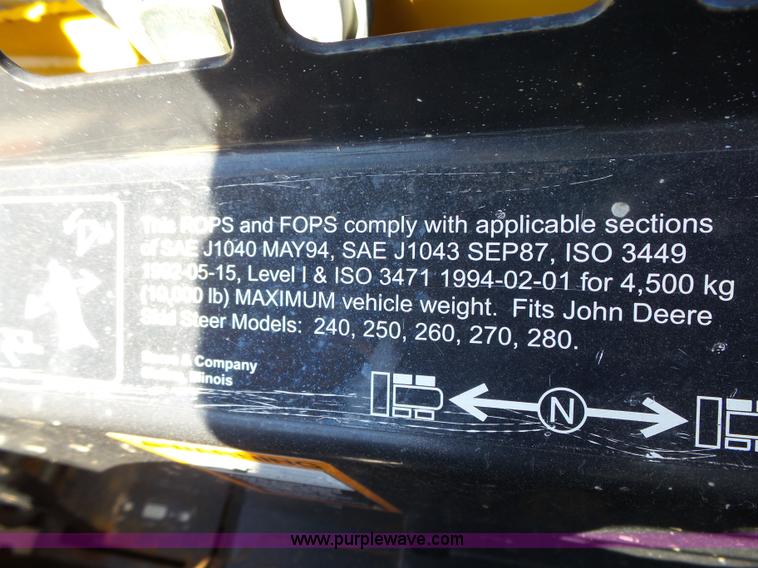 This ROPS and FOPS comply with applicable sections
of SAE J1040 MAY94, SAE J1043 SEP87, ISO 3449
1992-05-15, Level I & ISO 3471 1994-02-01 for 4,500 kg
(10,000 lb) MAXIMUM vehicle weight. Fits John Deere
Skid Steer Models: 240, 250, 260, 270, 280.
& Company
Illinois
N
www.purplewave.com